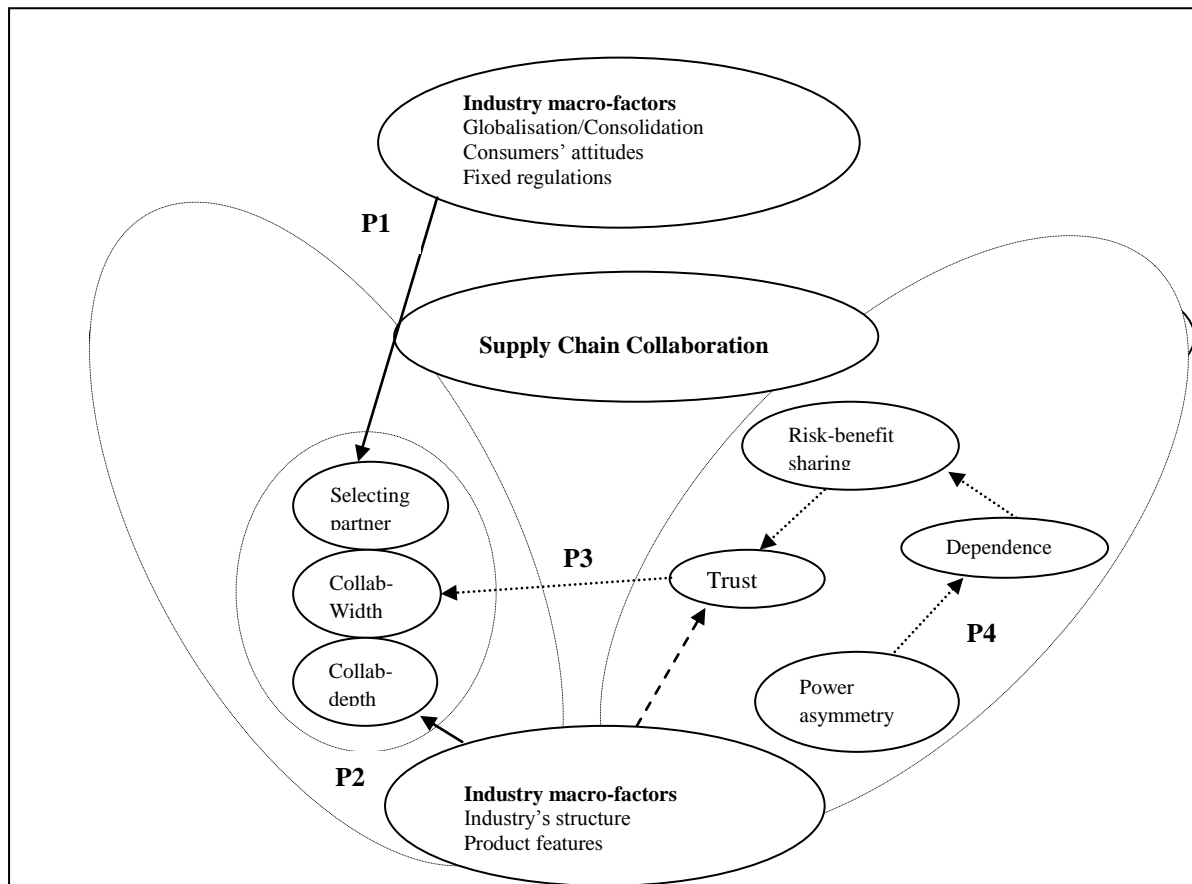 Industry macro-factors
Globalisation/Consolidation
Consumers’ attitudes
Fixed regulations
P1
Supply Chain Collaboration
Risk-benefit
sharing
Selecting
partner
Dependence
P3
Trust
Collab-
Width
P4
Collab-
depth
Power
asymmetry
P2
Industry macro-factors
Industry’s structure
Product features